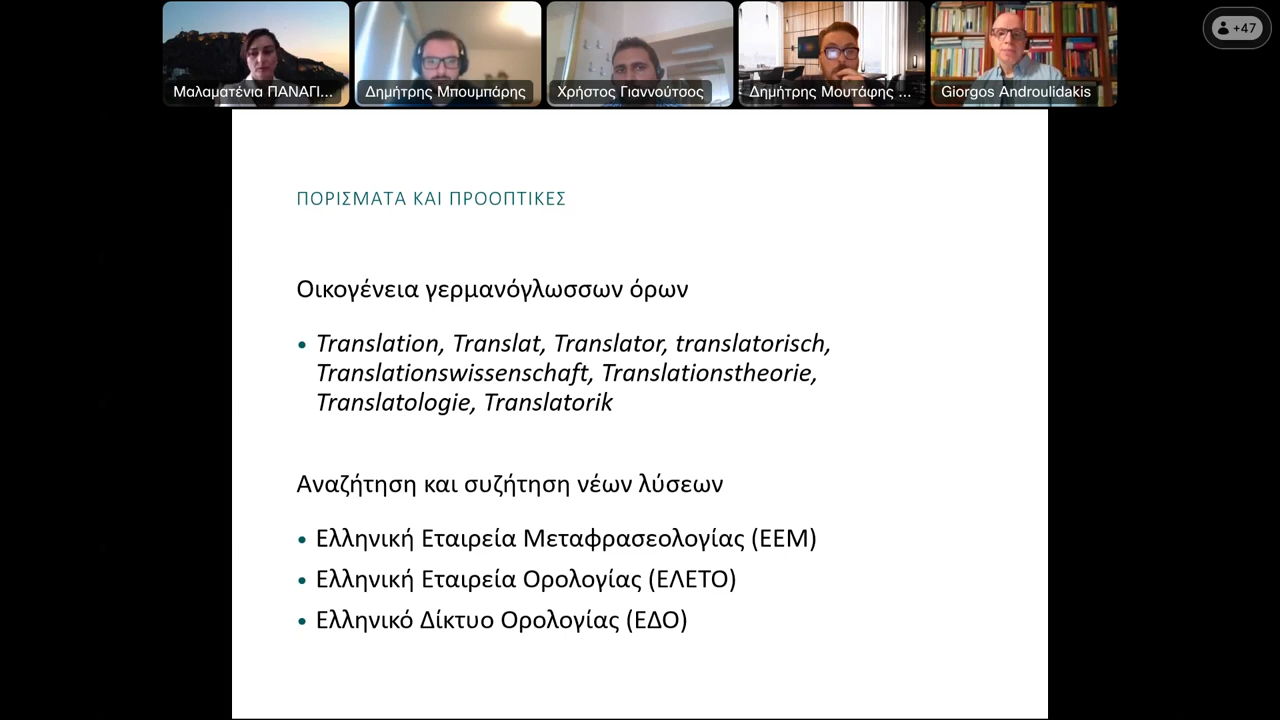 Μαλαματένια ΠΑΝΑΓΙ...
Δημήτρης Μπουμπάρης
Χρήστος Γιαννούτσος
Δημήτρης Μουτάφης ...
Giorgos Androulidakis
+47
ΠΟΡΙΣΜΑΤΑ ΚΑΙ ΠΡΟΟΠΤΙΚΕΣ
Οικογένεια γερμανόγλωσσων όρων
• Translation, Translat, Translator, translatorisch,
Translationswissenschaft, Translationstheorie,
Translatologie, Translatorik
Αναζήτηση και συζήτηση νέων λύσεων
• Ελληνική Εταιρεία Μεταφρασεολογίας (ΕΕΜ)
• Ελληνική Εταιρεία Ορολογίας (ΕΛΕΤΟ)
• Ελληνικό Δίκτυο Ορολογίας (ΕΔΟ)